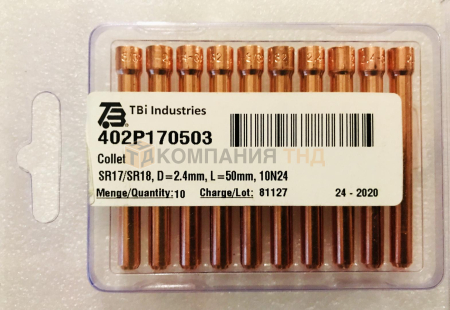 TBi Industries
402P170503
Collet
КОМПАНИЯ ТНД
SR17/SR18, D=2.4mm, L=50mm, 10N24
Menge/Quantity: 10 Charge/Lot: 81127 24 - 2020